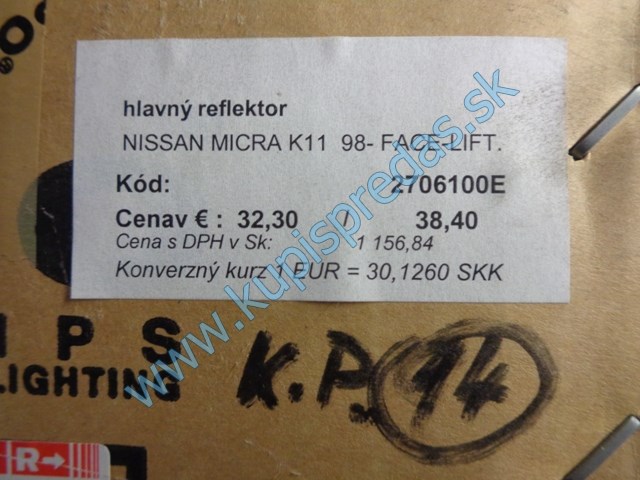 hlavný reflektor
NISSAN MICRA K11 98- FACE-LIFT.
Kód: 2706100E
Cenav € : 32,30 / 38,40
Cena s DPH v Sk: 1 156,84
Konverzný kurz 1 EUR = 30,1260 SKK
www.kupispredas.sk
IPS
LIGHTING
K.P. 14
R